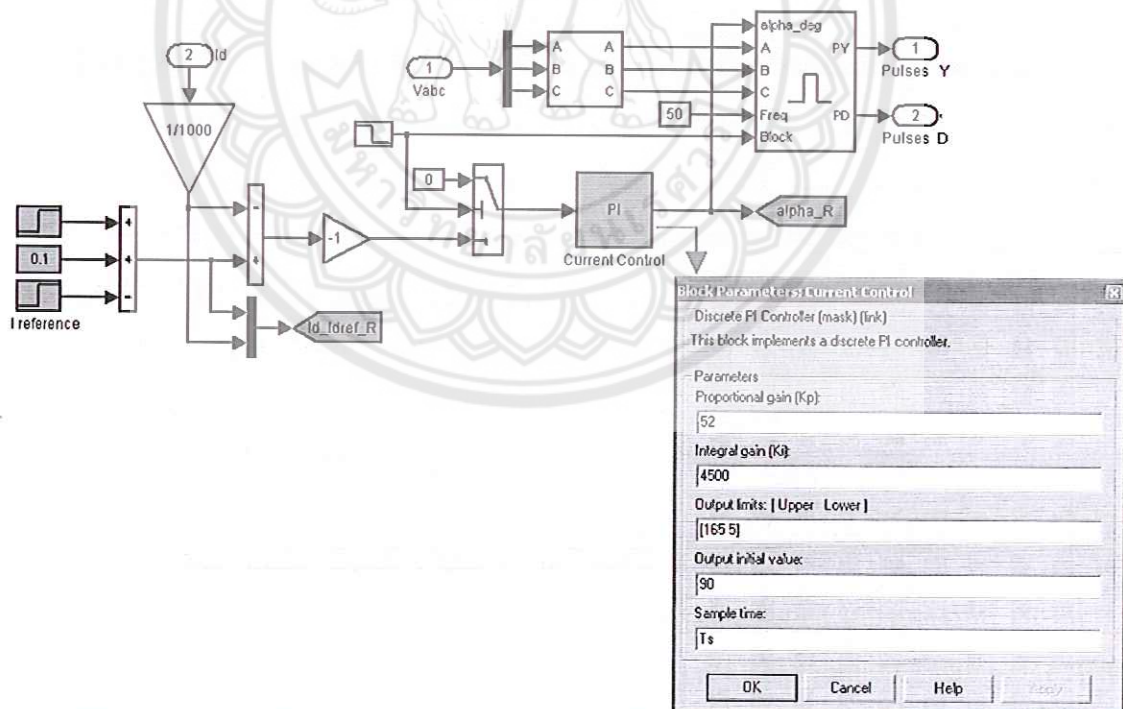 2 Id
1/1000
1
Vabc
A A
B B
C C
alpha_deg
A PY
B
C
Freq PD
Block
50
1
Pulses Y
2
Pulses D
0
PI
Current Control
alpha_R
-
+
-1
+
0.1 +
-
I reference
Id_Idref_R
Block Parameters: Current Control
Discrete PI Controller (mask) (link)
This block implements a discrete PI controller.
Parameters
Proportional gain (Kp):
52
Integral gain (Ki):
4500
Output limits: [ Upper Lower ]
[165 5]
Output initial value:
90
Sample time:
Ts
OK Cancel Help Apply